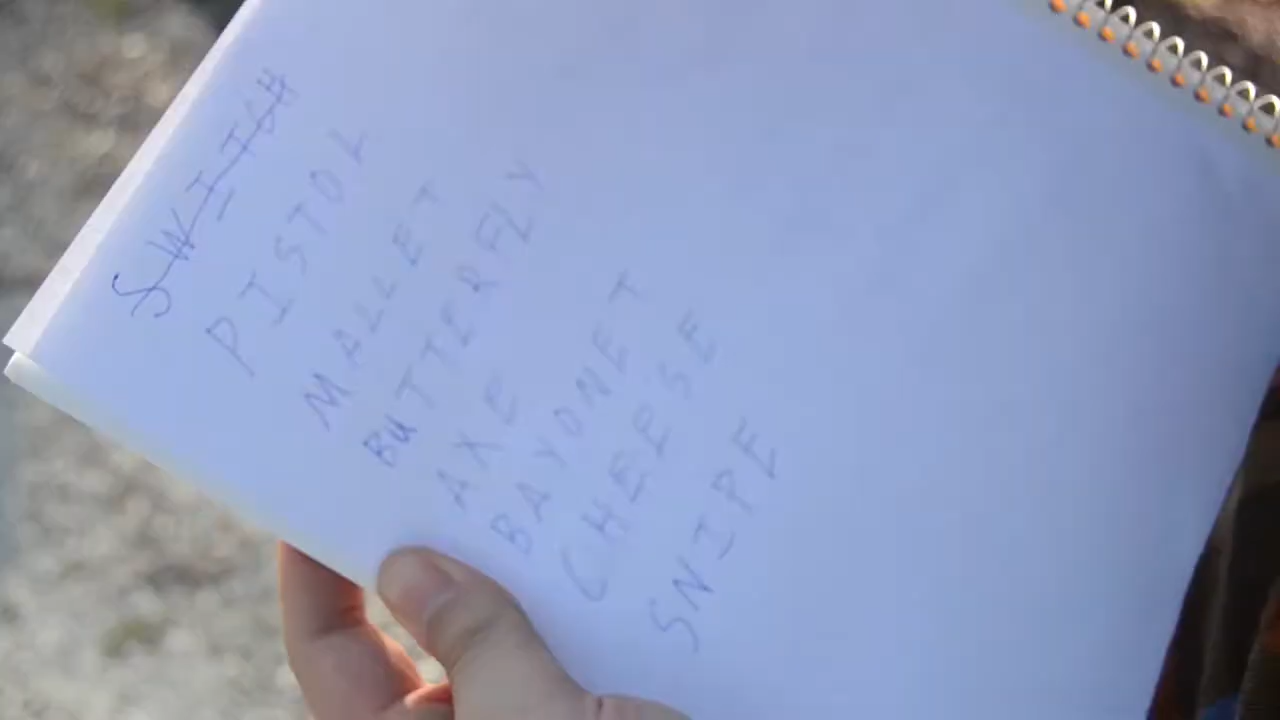 SWITCH
PISTOL
MALLET
BUTTERFLY
AXE
BAYONET
CHEESE
SNIPE